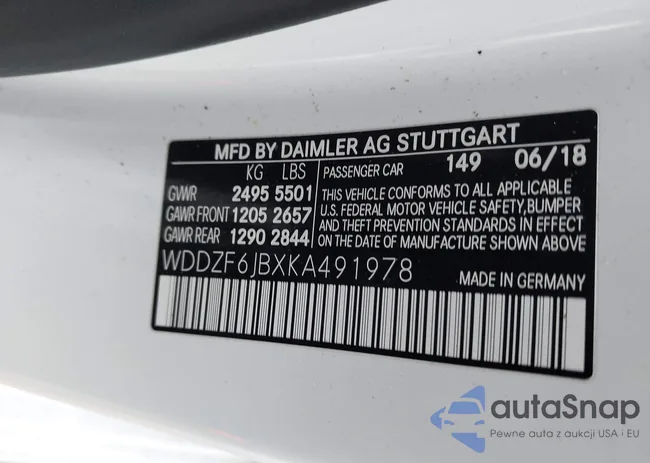 MFD BY DAIMLER AG STUTTGART
KG LBS
GVWR 2495 5501
GAWR FRONT 1205 2657
GAWR REAR 1290 2844
PASSENGER CAR 149 06/18
THIS VEHICLE CONFORMS TO ALL APPLICABLE
U.S. FEDERAL MOTOR VEHICLE SAFETY,BUMPER
AND THEFT PREVENTION STANDARDS IN EFFECT
ON THE DATE OF MANUFACTURE SHOWN ABOVE
WDDZF6JBXKA491978
MADE IN GERMANY
autaSnap
Pewne auta z aukcji USA i EU